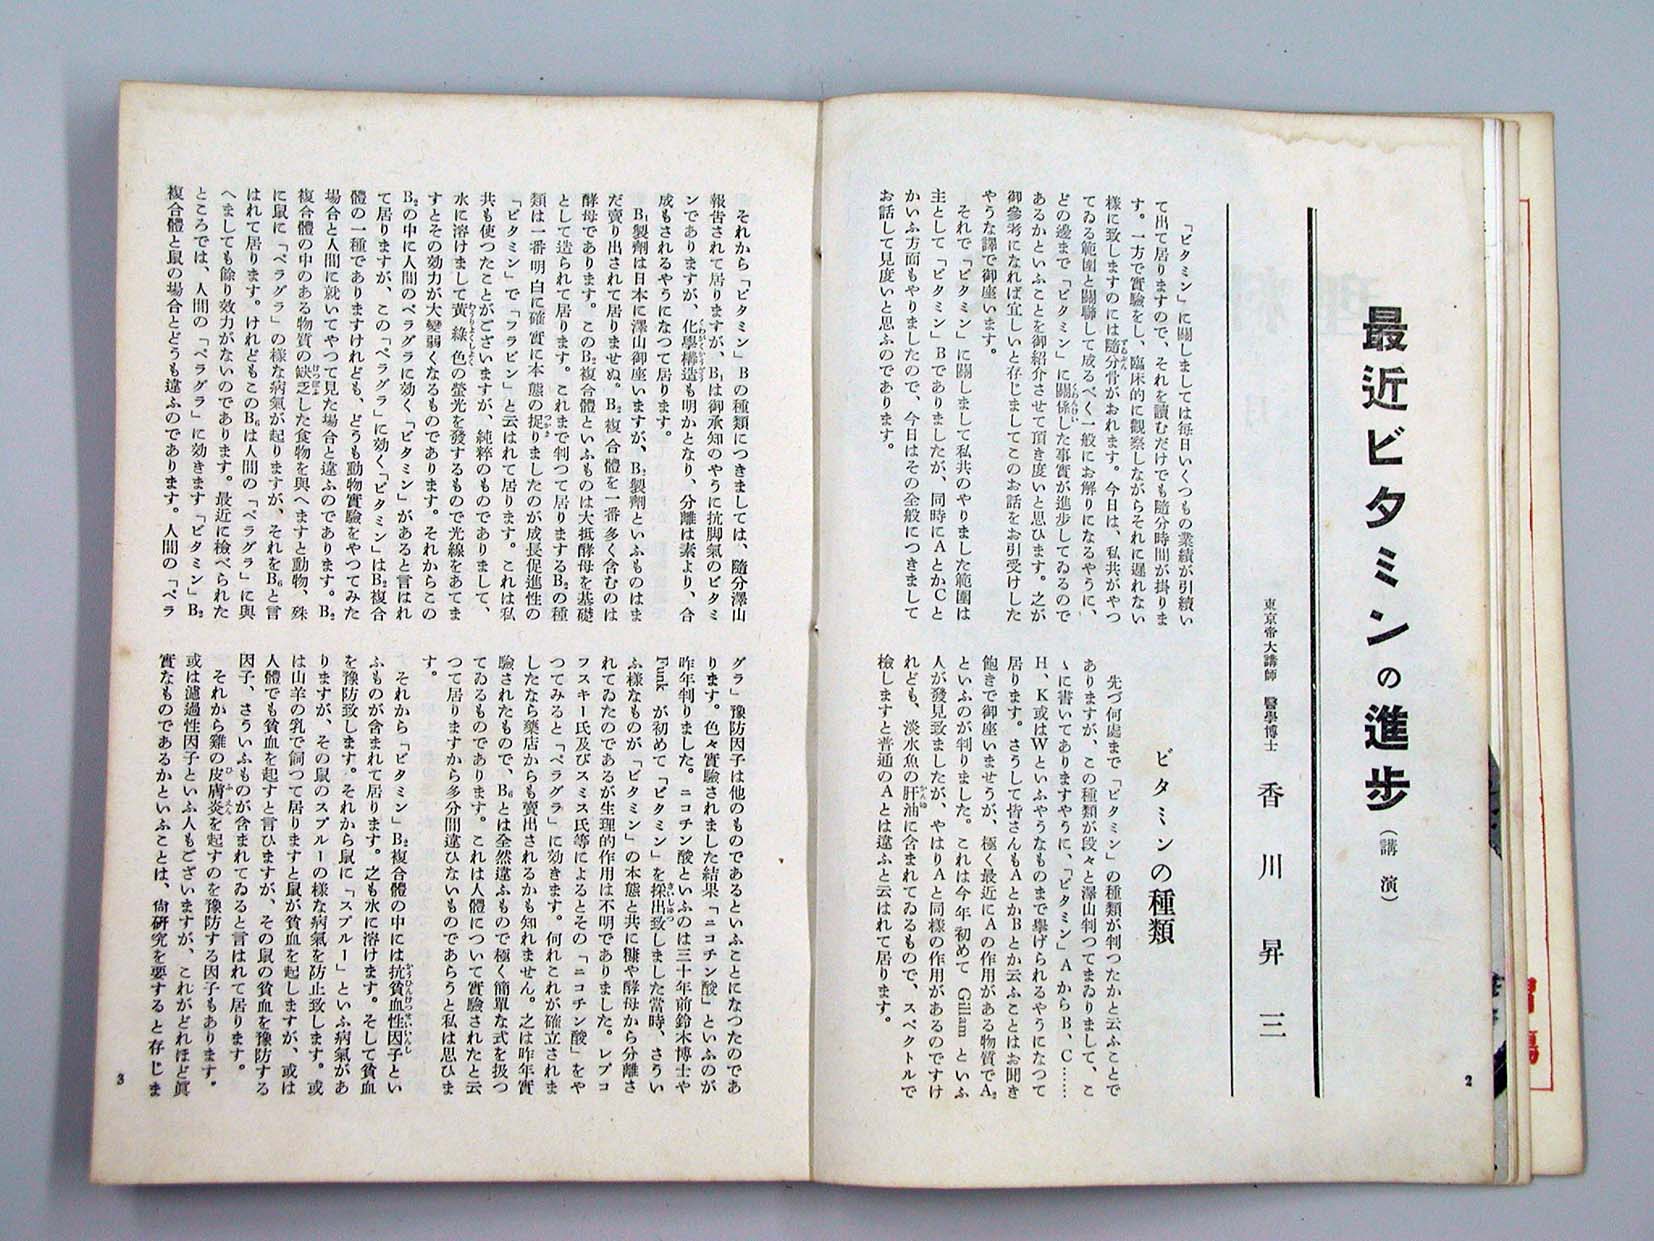 最近ビタミンの進歩（講演）
東京帝大講師　醫學博士　香川昇三
「ビタミン」に關しましては毎日いくつもの業績が引續い
て出て居りますので、それを讀むだけでも隨分時間が掛りま
す。一方で實驗をし、臨床的に觀察しながらそれに遲れない
樣に致しますのには隨分骨がおれます。今日は、私共がやつ
てゐる範圍と關聯して成るべく一般にお解りになるやうに、
どの邊まで「ビタミン」に關係した事實が進歩してゐるので
あるかといふことを御紹介させて頂き度いと思ひます。之が
御參考になれば宜しいと存じましてこのお話をお引受けした
やうな譯で御座います。
それで「ビタミン」に關しまして私共のやりました範圍は
主として「ビタミン」Bでありましたが、同時にAとかCと
かいふ方面もやりましたので、今日はその全般につきまして
お話して見度いと思ふのであります。
ビタミンの種類
先づ何處まで「ビタミン」の種類が判つたかと云ふことで
ありますが、この種類が段々と澤山判つてまゐりまして、こ
ゝに書いてありますやうに、「ビタミン」AからB、C……
H、K或はWといふやうなものまで擧げられるやうになつて
居ります。さうして皆さんもAとかBとか云ふことはお聞き
飽きで御座いませうが、極く最近にAの作用がある物質でA₂
といふのが判りました。これは今年初めて Gillam といふ
人が發見致ましたが、やはりAと同樣の作用があるのですけ
れども、淡水魚の肝油に含まれてゐるもので、スペクトルで
檢しますと普通のAとは違ふと云はれて居ります。
2
それから「ビタミン」Bの種類につきましては、隨分澤山
報告されて居りますが、B₁は御承知のやうに抗脚氣のビタミ
ンでありますが、化學構造も明かとなり、分離は素より、合
成もされるやうになつて居ります。
B₁製劑は日本に澤山御座いますが、B₂製劑といふものはま
だ賣り出されて居りませぬ。B₂複合體を一番多く含むのは
酵母であります。このB₂複合體といふものは大抵酵母を基礎
として造られて居ります。これまで判つて居りますB₂の種
類は一番明白に確實に本態の捉りましたのが成長促進性の
「ビタミン」で「フラビン」と云はれて居ります。これは私
共も使つたことがございますが、純粹のものでありまして、
水に溶けまして黃綠色の螢光を發するもので光線をあてま
すとその効力が大變弱くなるものであります。それからこの
B₂の中に人間のペラグラに効く「ビタミン」があると言はれ
て居りますが、この「ペラグラ」に効く「ビタミン」はB₂複合
體の一種でありますけれども、どうも動物實驗をやつてみた
場合と人間に就いてやつて見た場合と違ふのであります。B₂
複合體の中のある物質の缺乏した食物を與へますと動物、殊
に鼠に「ペラグラ」の樣な病氣が起りますが、それをB₆と言
はれて居ります。けれどもこのB₆は人間の「ペラグラ」に與
へましても餘り效力がないのであります。最近に檢べられた
ところでは、人間の「ペラグラ」に効きます「ビタミン」B₂
複合體と鼠の場合とどうも違ふのであります。人間の「ペラ
グラ」豫防因子は他のものであるといふことになつたのであ
ります。色々實驗されました結果「ニコチン酸」といふのが
昨年判りました。ニコチン酸といふのは三十年前鈴木博士や
Funk が初めて「ビタミン」を採出致しました當時、さうい
ふ樣なものが「ビタミン」の本態と共に糠や酵母から分離さ
れてゐたのであるが生理的作用は不明でありました。レプコ
フスキー氏及びスミス氏等によるとその「ニコチン酸」をや
つてみると「ペラグラ」に効きます。何れこれが確立されま
したなら藥店からも賣出されるかも知れません。之は昨年實
驗されたもので、B₆とは全然違ふもので極く簡單な式を扱つ
てゐるものであります。これは人體について實驗されたと云
つて居りますから多分間違ひないものであらうと私は思ひま
す。
それから「ビタミン」B₂複合體の中には抗貧血性因子とい
ふものが含まれて居ります。之も水に溶けます。そして貧血
を豫防致します。それから鼠に「スプルー」といふ病氣があ
りますが、その鼠のスプルーの樣な病氣を防止致します。或
は山羊の乳で飼つて居りますと鼠が貧血を起しますが、或は
人體でも貧血を起すと言ひますが、その鼠の貧血を豫防する
因子、さういふものが含まれてゐると言はれて居ります。
それから雞の皮膚炎を起すのを豫防する因子もあります。
或は濾過性因子といふ人もございますが、これがどれほど眞
實なものであるかといふことは、尙研究を要すると存じま
3